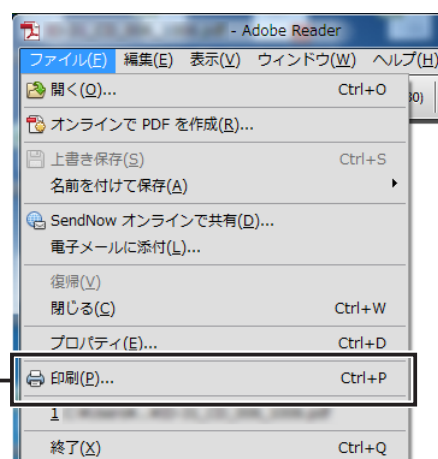 - Adobe Reader
ファイル(F) 編集(E) 表示(V) ウィンドウ(W) ヘルプ(H)
開く(O)... Ctrl+O
オンラインで PDF を作成(R)...
上書き保存(S) Ctrl+S
名前を付けて保存(A)
SendNow オンラインで共有(D)...
電子メールに添付(L)...
復帰(V)
閉じる(C) Ctrl+W
プロパティ(E)... Ctrl+D
印刷(P)... Ctrl+P
1
終了(X) Ctrl+Q